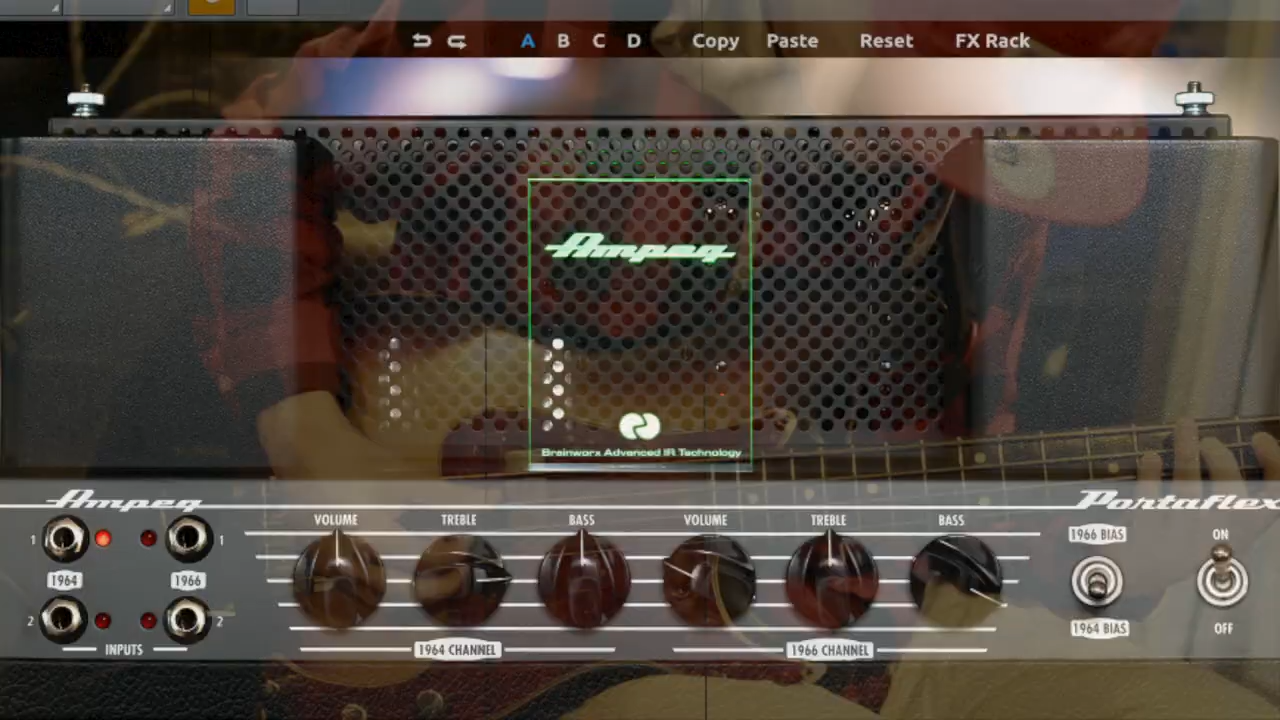 A B C D Copy Paste Reset FX Rack
Ampeg
Brainworx Advanced IR Technology
Ampeg Portaflex
VOLUME TREBLE BASS VOLUME TREBLE BASS
1966 BIAS ON
1 1
1964 1966
2 2
1964 BIAS OFF
INPUTS 1964 CHANNEL 1966 CHANNEL